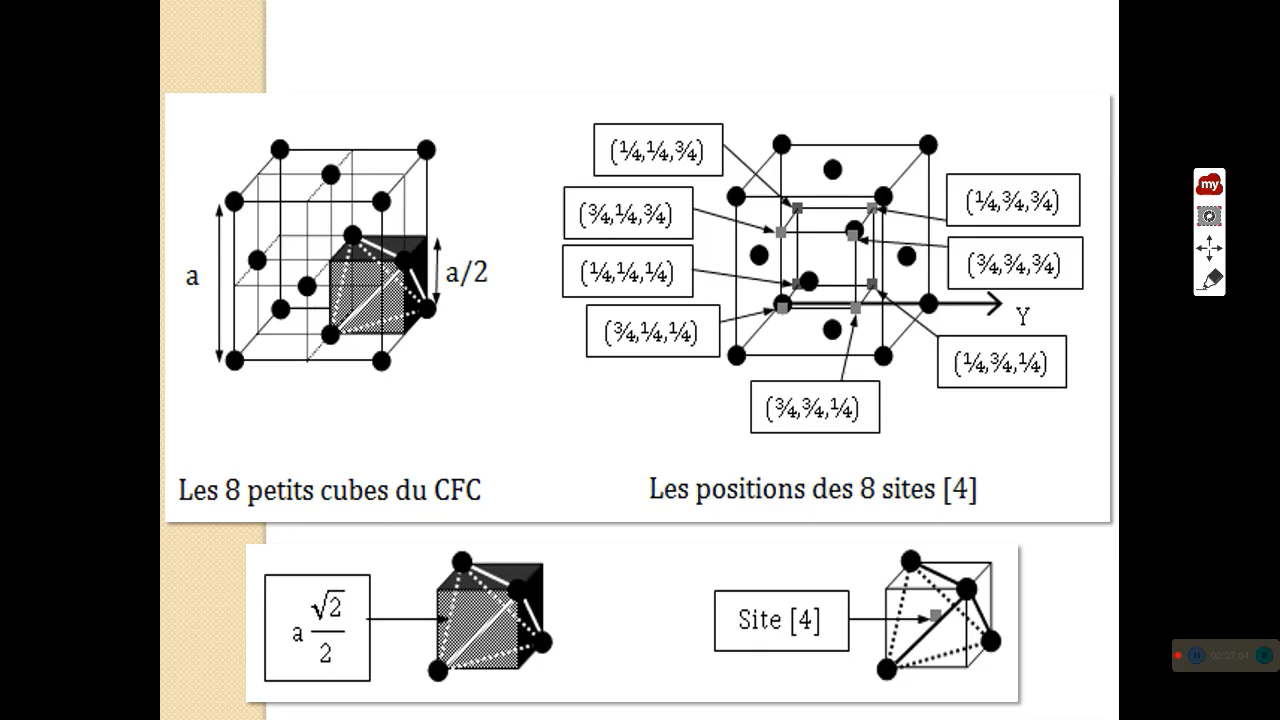 (¼,¼,¾)
(¾,¼,¾)
(¼,¼,¼)
(¾,¼,¼)
(¼,¾,¾)
(¾,¾,¾)
(¼,¾,¼)
(¾,¾,¼)
a
a/2
Y
Les 8 petits cubes du CFC
Les positions des 8 sites [4]
a √2/2
Site [4]
my
00:07:04